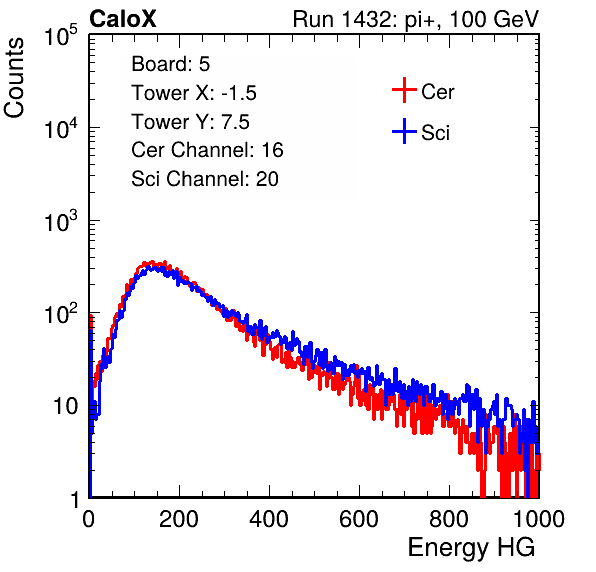 CaloX Run 1432: pi+, 100 GeV
Counts
Board: 5
Tower X: -1.5
Tower Y: 7.5
Cer Channel: 16
Sci Channel: 20
Cer
Sci
10^5
10^4
10^3
10^2
10
1
0 200 400 600 800 1000
Energy HG